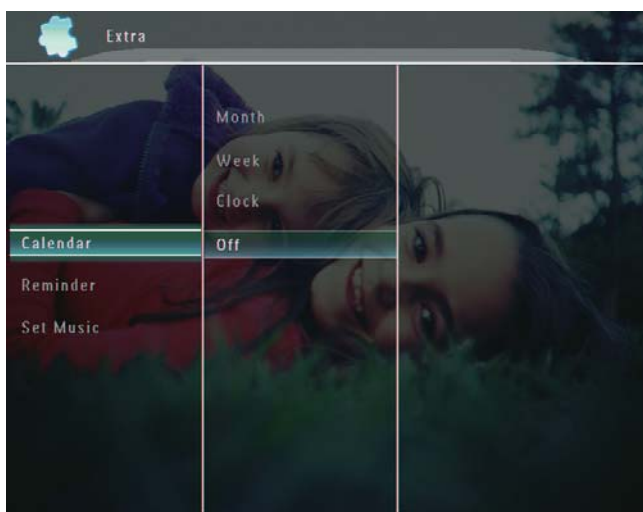 Extra
Month
Week
Clock
Calendar
Off
Reminder
Set Music